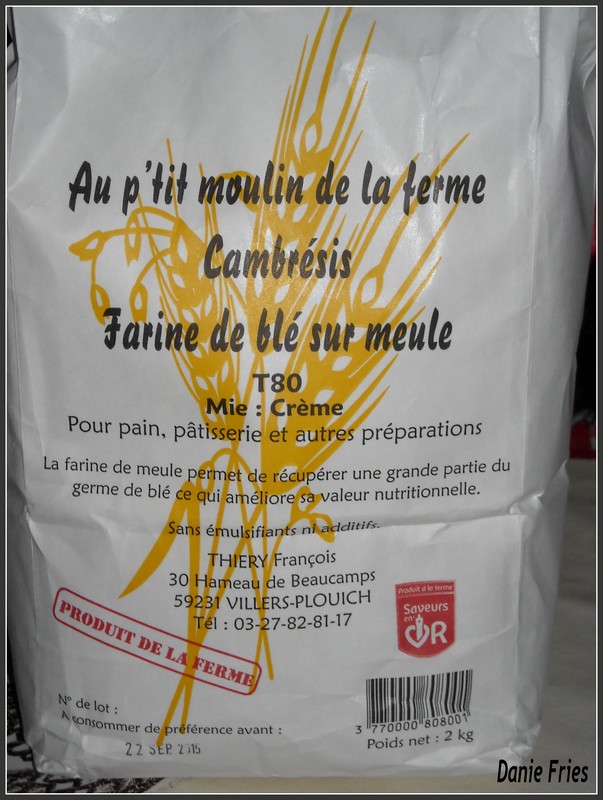 Au p'tit moulin de la ferme
Cambrésis
Farine de blé sur meule
T80
Mie : Crème
Pour pain, pâtisserie et autres préparations
La farine de meule permet de récupérer une grande partie du
germe de blé ce qui améliore sa valeur nutritionnelle.
Sans émulsifiants ni additifs.
THIERY François
30 Hameau de Beaucamps
59231 VILLERS-PLOUICH
Tél : 03-27-82-81-17
PRODUIT DE LA FERME
Produit à la ferme
Saveurs
en'
OR
N° de lot :
A consommer de préférence avant :
22 SEP. 2015
3 770000 808001
Poids net : 2 kg
Danie Fries